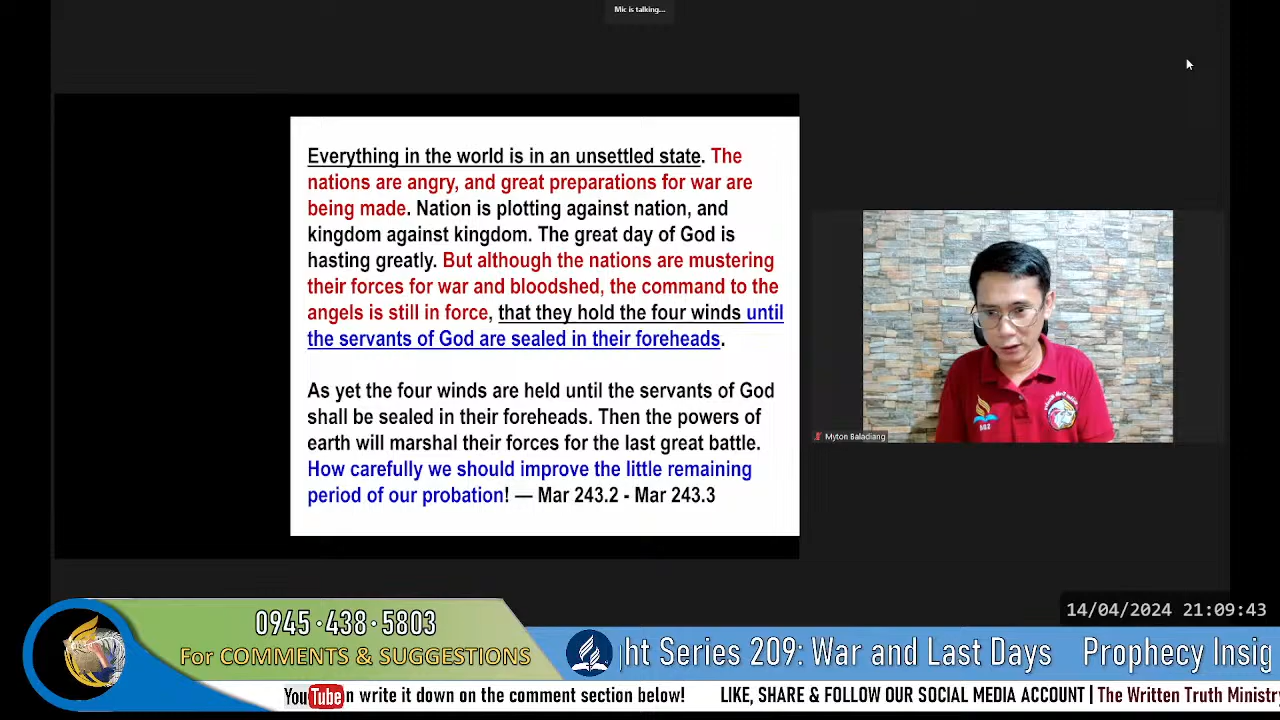 Mic is talking...
Everything in the world is in an unsettled state. The
nations are angry, and great preparations for war are
being made. Nation is plotting against nation, and
kingdom against kingdom. The great day of God is
hasting greatly. But although the nations are mustering
their forces for war and bloodshed, the command to the
angels is still in force, that they hold the four winds until
the servants of God are sealed in their foreheads.
As yet the four winds are held until the servants of God
shall be sealed in their foreheads. Then the powers of
earth will marshal their forces for the last great battle.
How carefully we should improve the little remaining
period of our probation! — Mar 243.2 - Mar 243.3
Myton Baladiang
14/04/2024 21:09:43
0945·438·5803
For COMMENTS & SUGGESTIONS
ht Series 209: War and Last Days Prophecy Insig
YouTube n write it down on the comment section below! LIKE, SHARE & FOLLOW OUR SOCIAL MEDIA ACCOUNT | The Written Truth Ministry